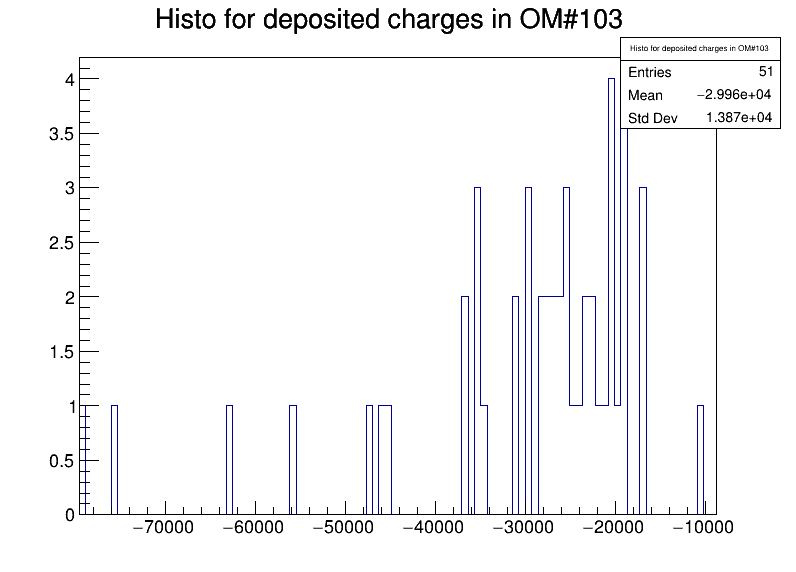 Histo for deposited charges in OM#103
Histo for deposited charges in OM#103
Entries 51
Mean −2.996e+04
Std Dev 1.387e+04
4
3.5
3
2.5
2
1.5
1
0.5
0
−70000 −60000 −50000 −40000 −30000 −20000 −10000